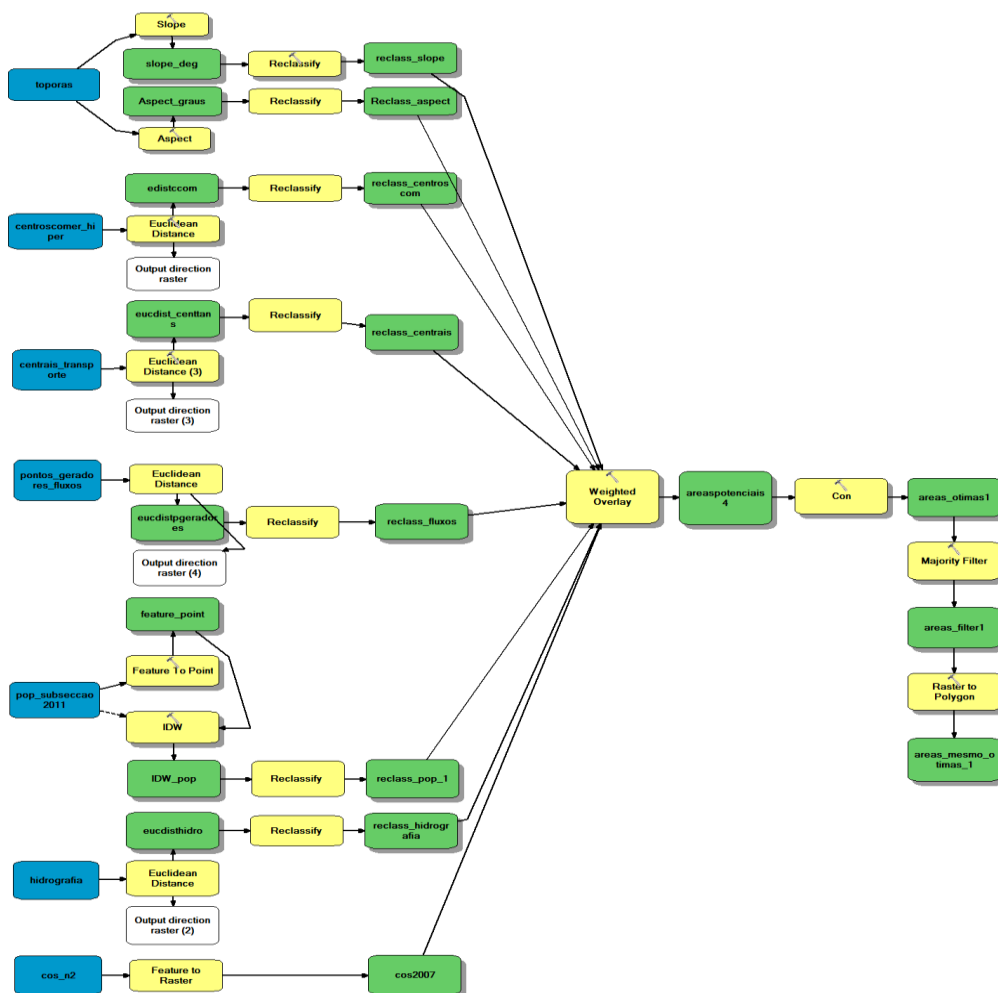 Slope
slope_deg
Reclassify
reclass_slope
toporas
Aspect_graus
Reclassify
Reclass_aspect
Aspect
edistccom
Reclassify
reclass_centros
com
centroscomer_hi
per
Euclidean
Distance
Output direction
raster
eucdist_centtan
s
Reclassify
reclass_centrais
centrais_transpo
rte
Euclidean
Distance (3)
Output direction
raster (3)
pontos_gerado
res_fluxos
Euclidean
Distance
eucdistpgerador
es
Reclassify
reclass_fluxos
Output direction
raster (4)
Weighted
Overlay
areaspotenciais
4
Con
areas_otimas1
Majority Filter
areas_filter1
Raster to
Polygon
areas_mesmo_o
timas_1
feature_point
Feature To Point
pop_subseccao
2011
IDW
IDW_pop
Reclassify
reclass_pop_1
eucdisthidro
Reclassify
reclass_hidrogr
afia
hidrografia
Euclidean
Distance
Output direction
raster (2)
cos_n2
Feature to
Raster
cos2007